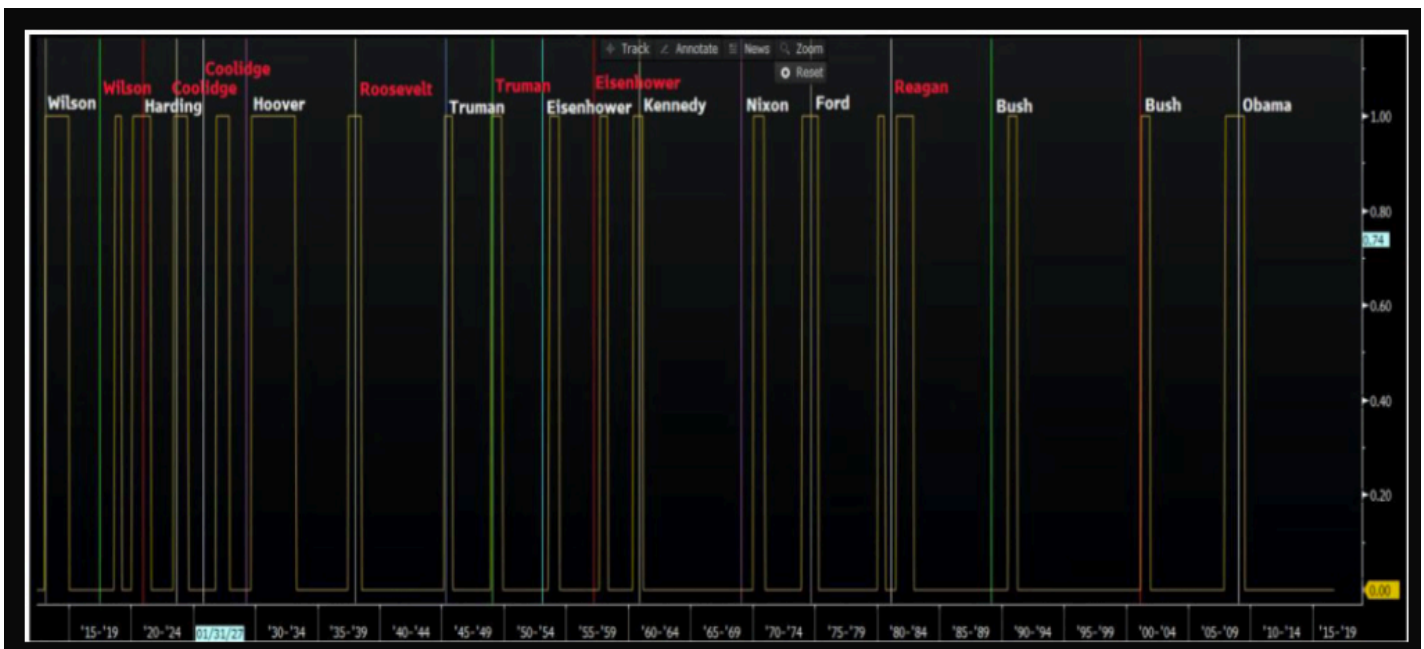 Track Annotate News Zoom
Reset
Coolidge
Wilson Coolidge Roosevelt Truman Eisenhower Reagan
Wilson Harding Hoover Truman Eisenhower Kennedy Nixon Ford Bush Bush Obama
1.00
0.80
0.74
0.60
0.40
0.20
0.00
'15-'19 '20-'24 01/31/27 '30-'34 '35-'39 '40-'44 '45-'49 '50-'54 '55-'59 '60-'64 '65-'69 '70-'74 '75-'79 '80-'84 '85-'89 '90-'94 '95-'99 '00-'04 '05-'09 '10-'14 '15-'19